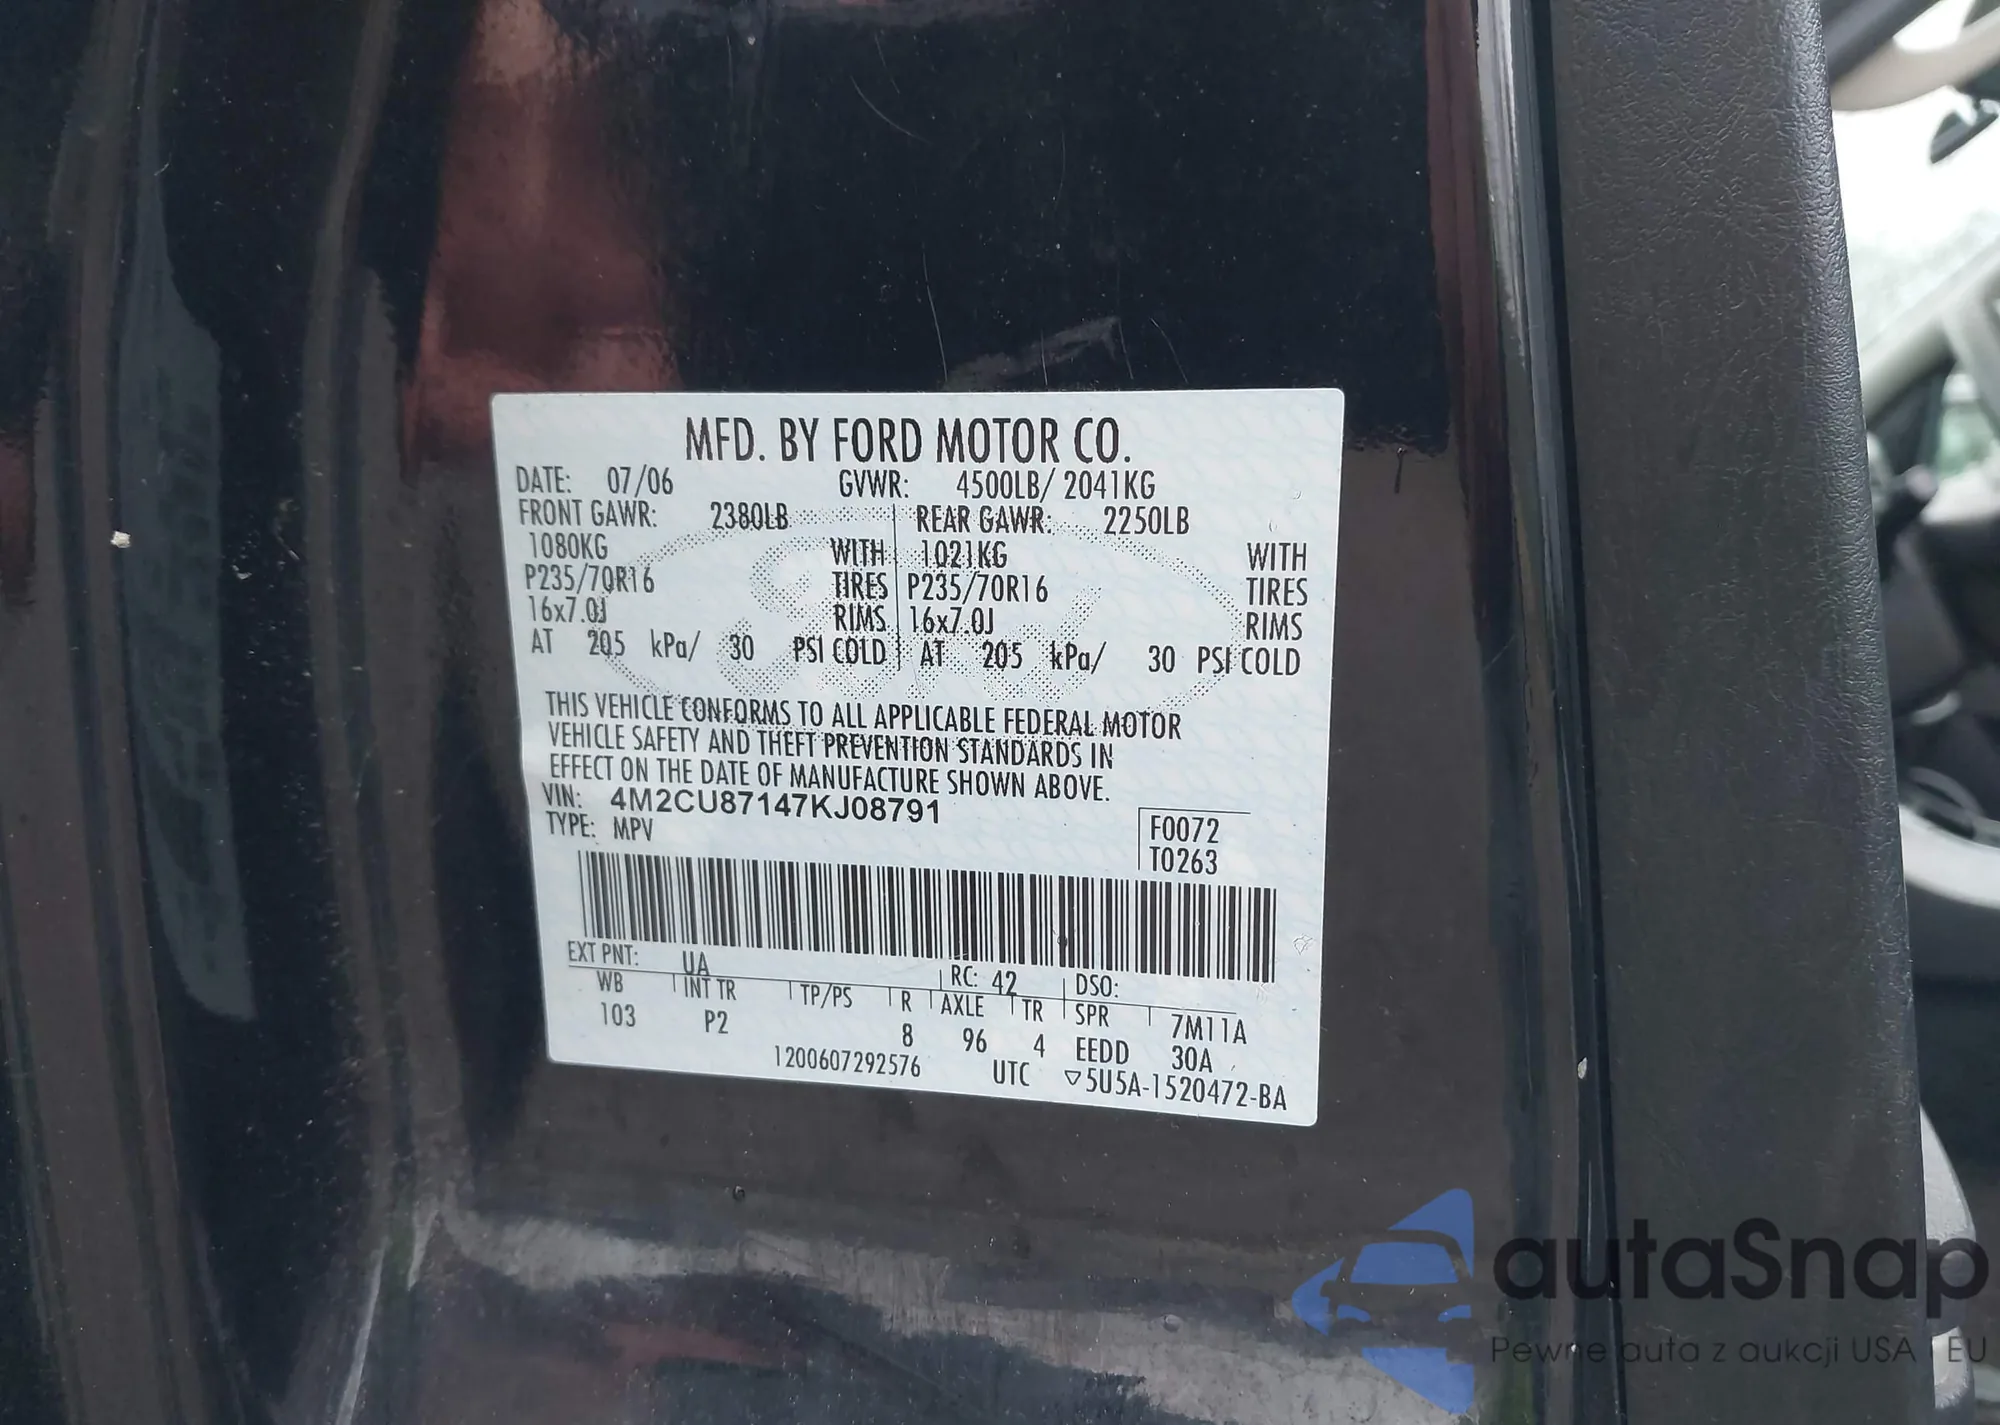 MFD. BY FORD MOTOR CO.
DATE: 07/06 GVWR: 4500LB/ 2041KG
FRONT GAWR: 2380LB REAR GAWR: 2250LB
1080KG WITH 1021KG WITH
P235/70R16 TIRES P235/70R16 TIRES
16x7.0J RIMS 16x7.0J RIMS
AT 205 kPa/ 30 PSI COLD AT 205 kPa/ 30 PSI COLD
THIS VEHICLE CONFORMS TO ALL APPLICABLE FEDERAL MOTOR
VEHICLE SAFETY AND THEFT PREVENTION STANDARDS IN
EFFECT ON THE DATE OF MANUFACTURE SHOWN ABOVE.
VIN: 4M2CU87147KJ08791
TYPE: MPV
F0072
T0263
EXT PNT: UA RC: 42 DSO:
WB INT TR TP/PS R AXLE TR SPR 7M11A
103 P2 8 96 4 EEDD 30A
1200607292576 UTC ▽5U5A-1520472-BA
autaSnap
Pewne auta z aukcji USA i EU